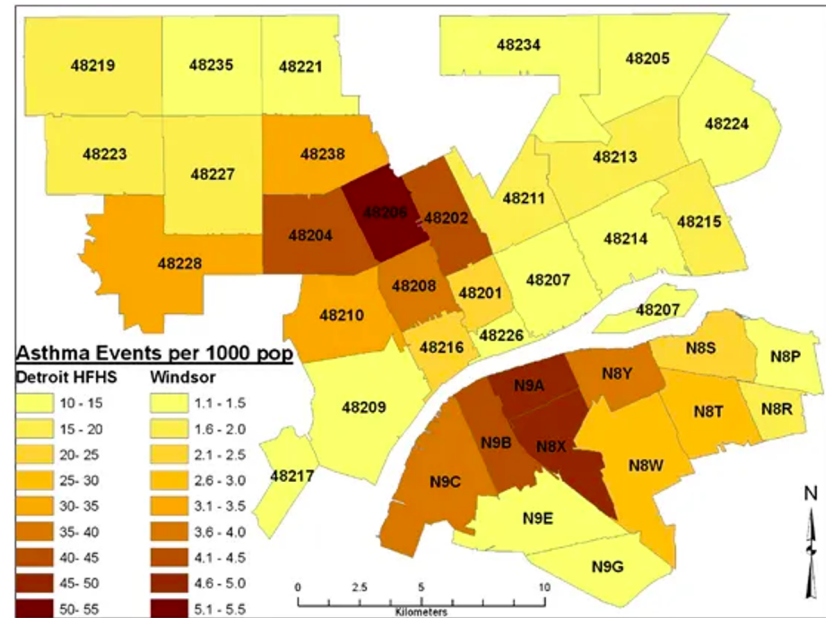 48219
48235
48221
48234
48205
48223
48227
48238
48213
48224
48206
48202
48211
48204
48215
48228
48214
48208
48201
48207
48210
48207
48226
48216
N8S
N8P
N9A
N8Y
48209
N8T
N8R
N9B
N8X
48217
N9C
N8W
N9E
N9G
Asthma Events per 1000 pop
Detroit HFHS Windsor
10 - 15 1.1 - 1.5
15 - 20 1.6 - 2.0
20- 25 2.1 - 2.5
25- 30 2.6 - 3.0
30- 35 3.1 - 3.5
35- 40 3.6 - 4.0
40- 45 4.1 - 4.5
45- 50 4.6 - 5.0
50- 55 5.1 - 5.5
0 2.5 5 10
Kilometers
N